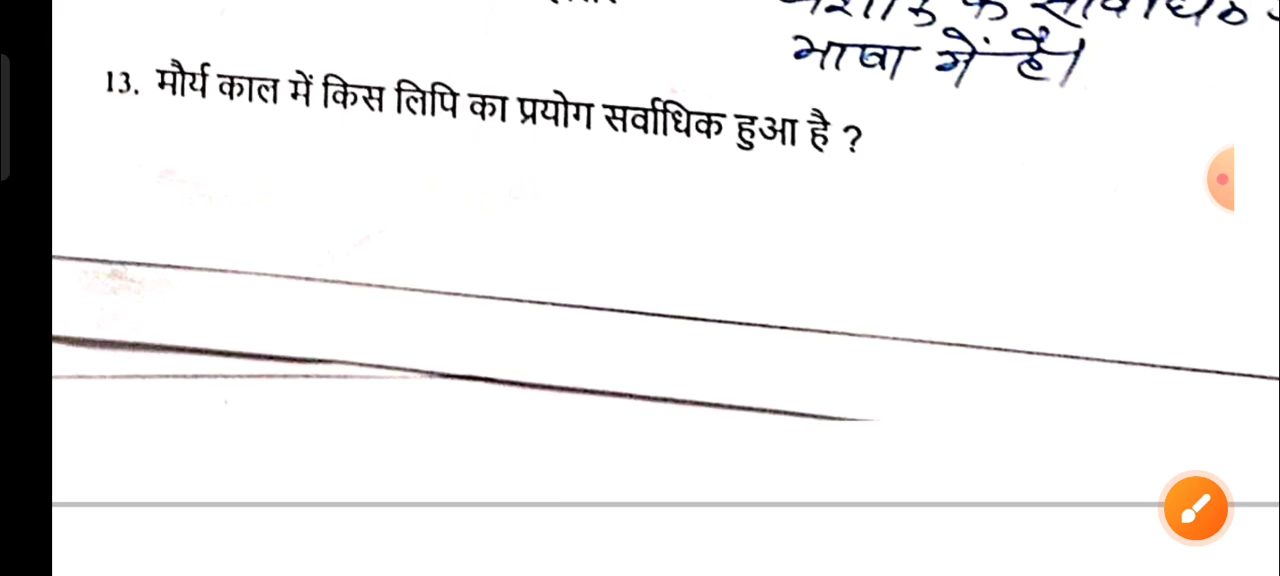 भाषा में है।
13. मौर्य काल में किस लिपि का प्रयोग सर्वाधिक हुआ है ?